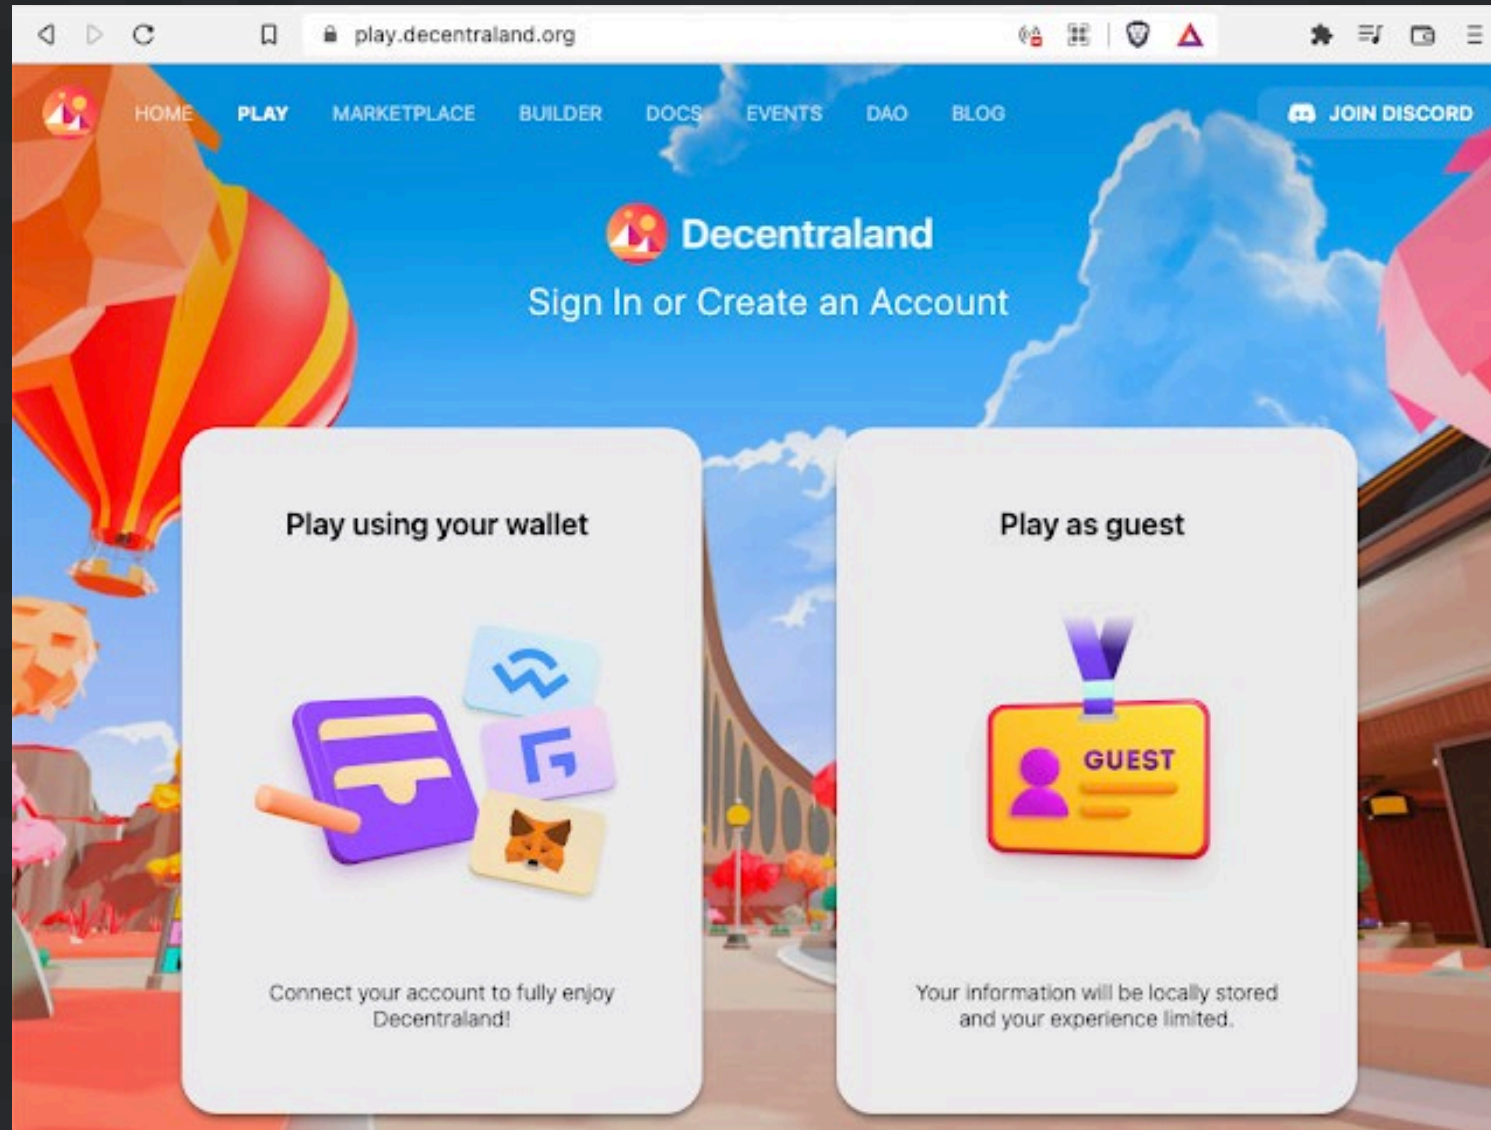 play.decentraland.org
HOME PLAY MARKETPLACE BUILDER DOCS EVENTS DAO BLOG JOIN DISCORD
Decentraland
Sign In or Create an Account
Play using your wallet
Connect your account to fully enjoy
Decentraland!
Play as guest
GUEST
Your information will be locally stored
and your experience limited.